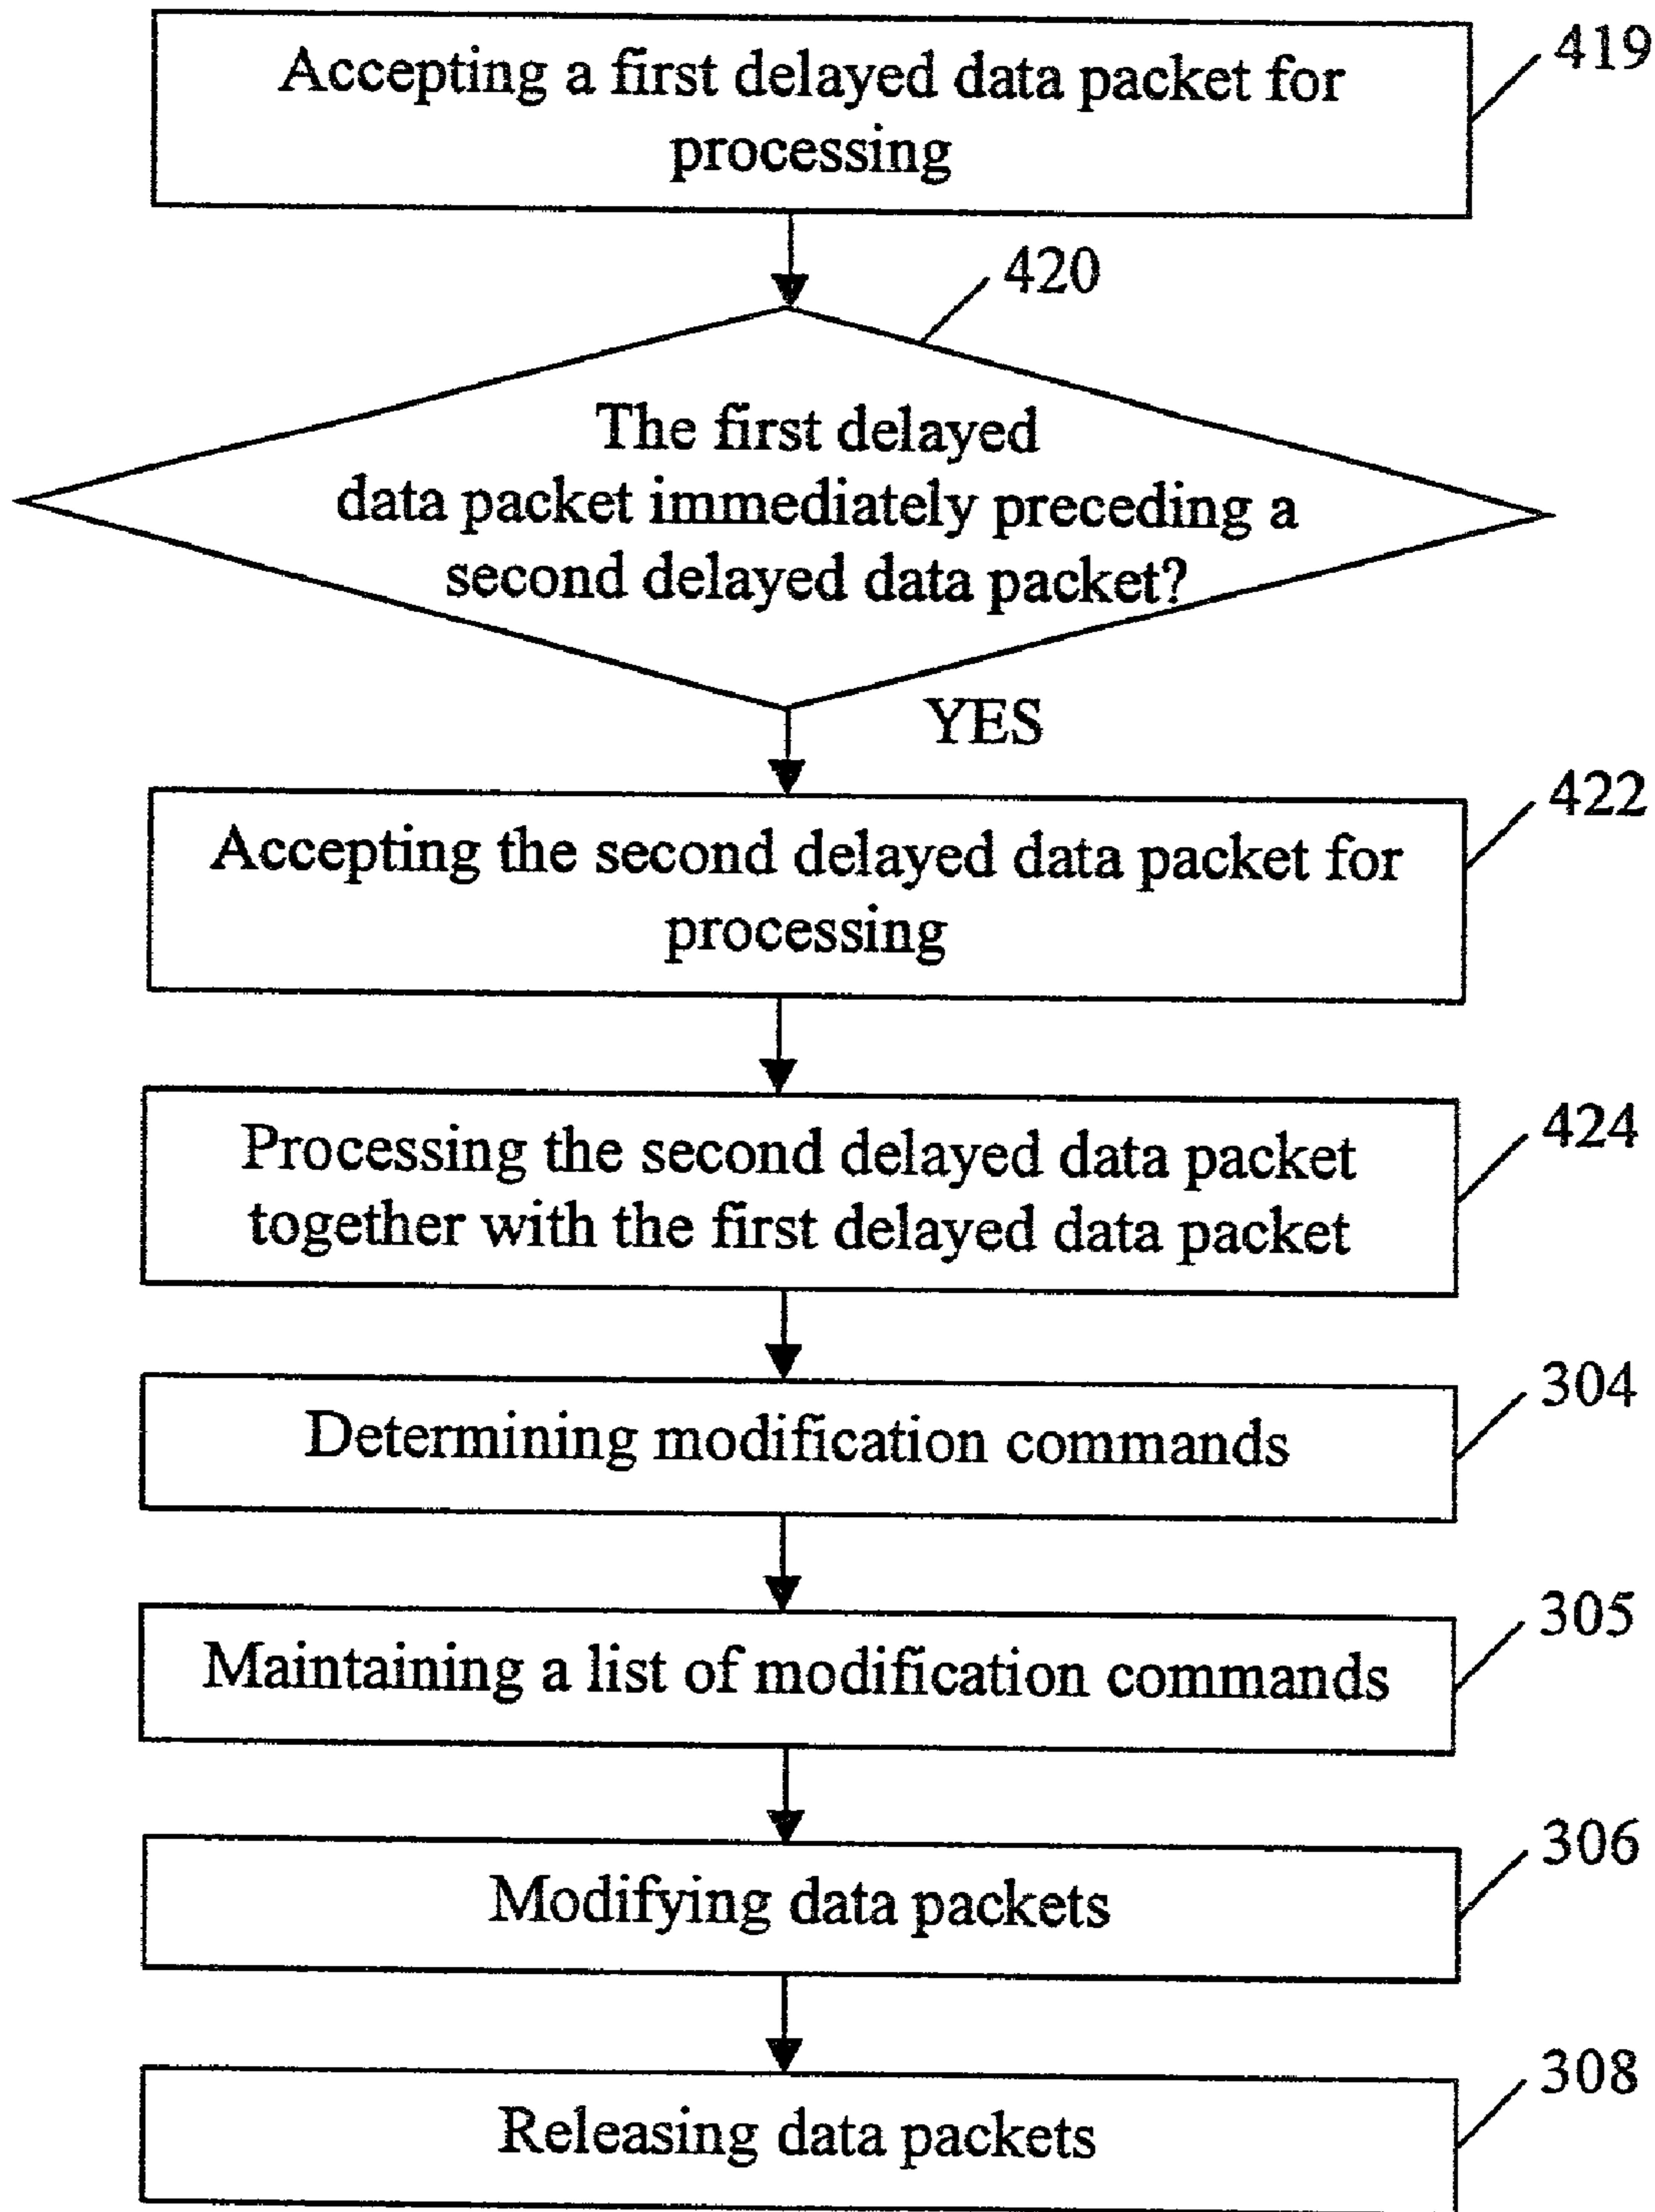 Accepting a first delayed data packet for
processing
419
420
The first delayed
data packet immediately preceding a
second delayed data packet?
YES
Accepting the second delayed data packet for
processing
422
Processing the second delayed data packet
together with the first delayed data packet
424
Determining modification commands
304
Maintaining a list of modification commands
305
Modifying data packets
306
Releasing data packets
308